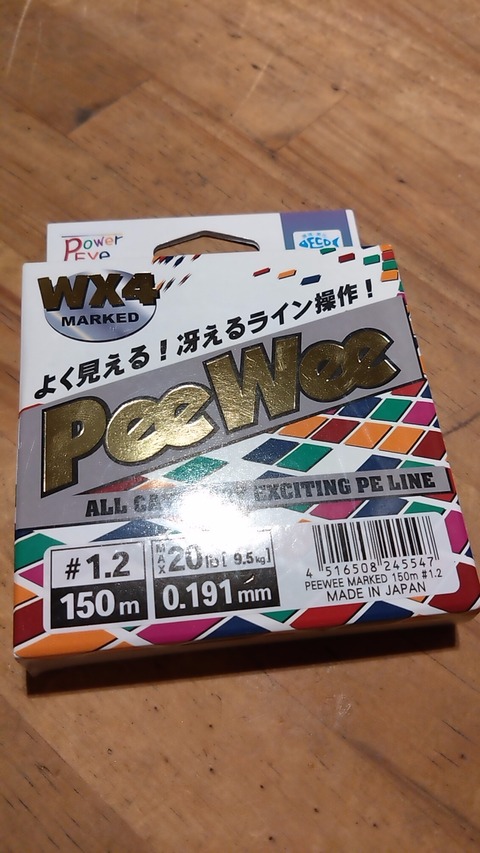 Power
Eye
WX4
MARKED
よく見える!冴えるライン操作!
PeeWee
ALL EXCITING PE LINE
#1.2
150m
MAX 20lb[9.5kg]
0.191mm
4 516508 245547
PEEWEE MARKED 150m #1.2
MADE IN JAPAN